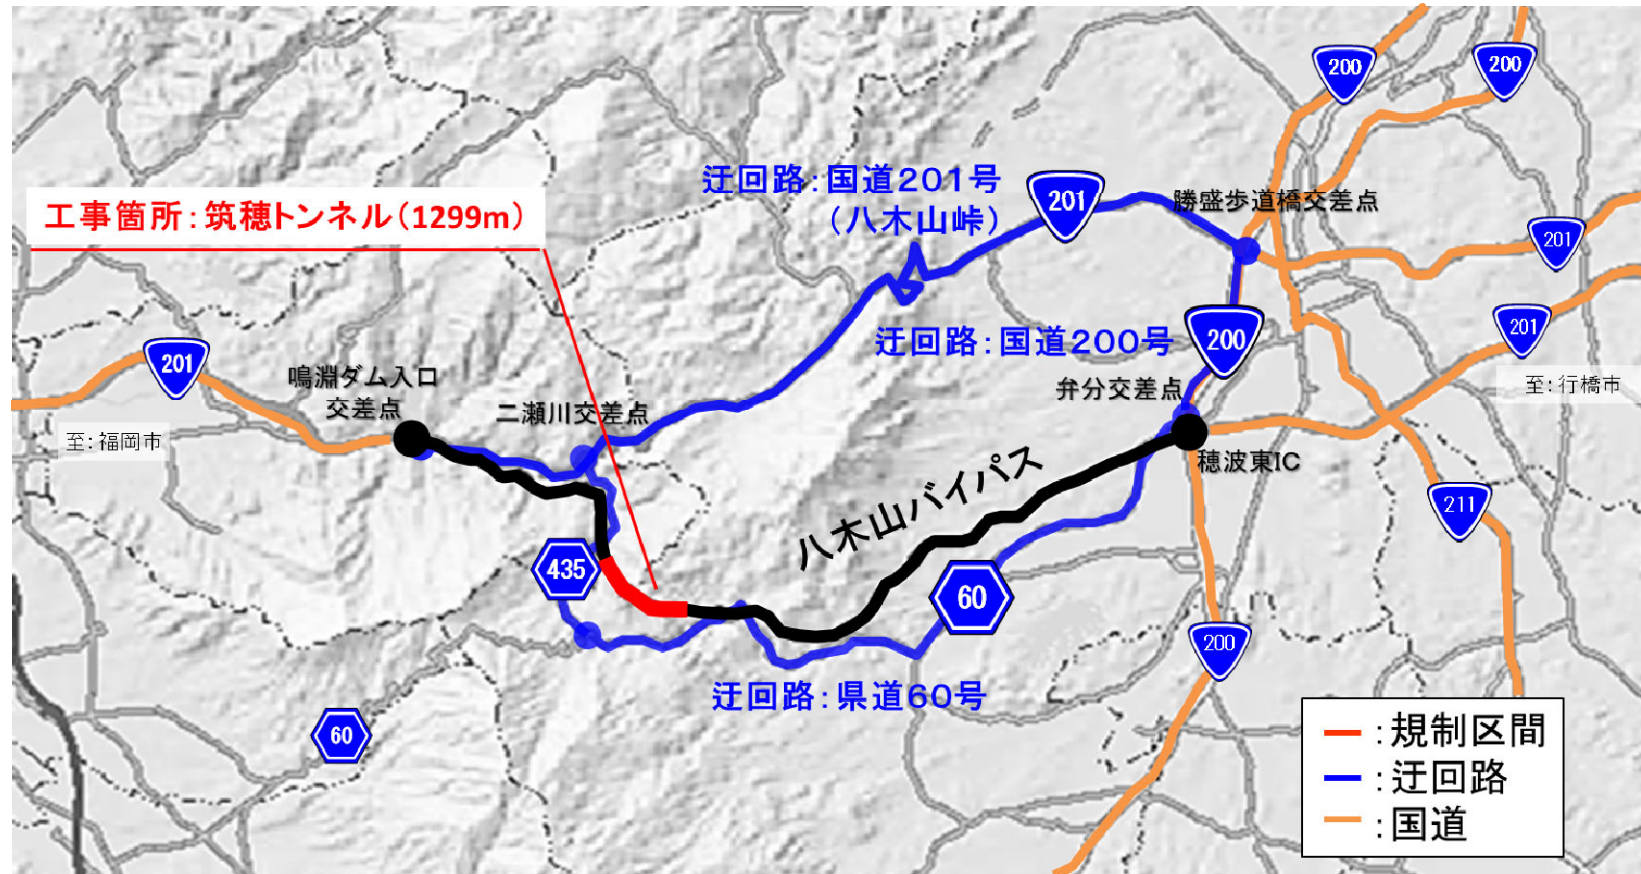 200
200
迂回路:国道201号
(八木山峠)
201
勝盛歩道橋交差点
工事箇所:筑穂トンネル(1299m)
201
迂回路:国道200号
200
201
201
鳴淵ダム入口
交差点
二瀬川交差点
弁分交差点
至:行橋市
至:福岡市
穂波東IC
八木山バイパス
211
435
60
200
迂回路:県道60号
60
:規制区間
:迂回路
:国道